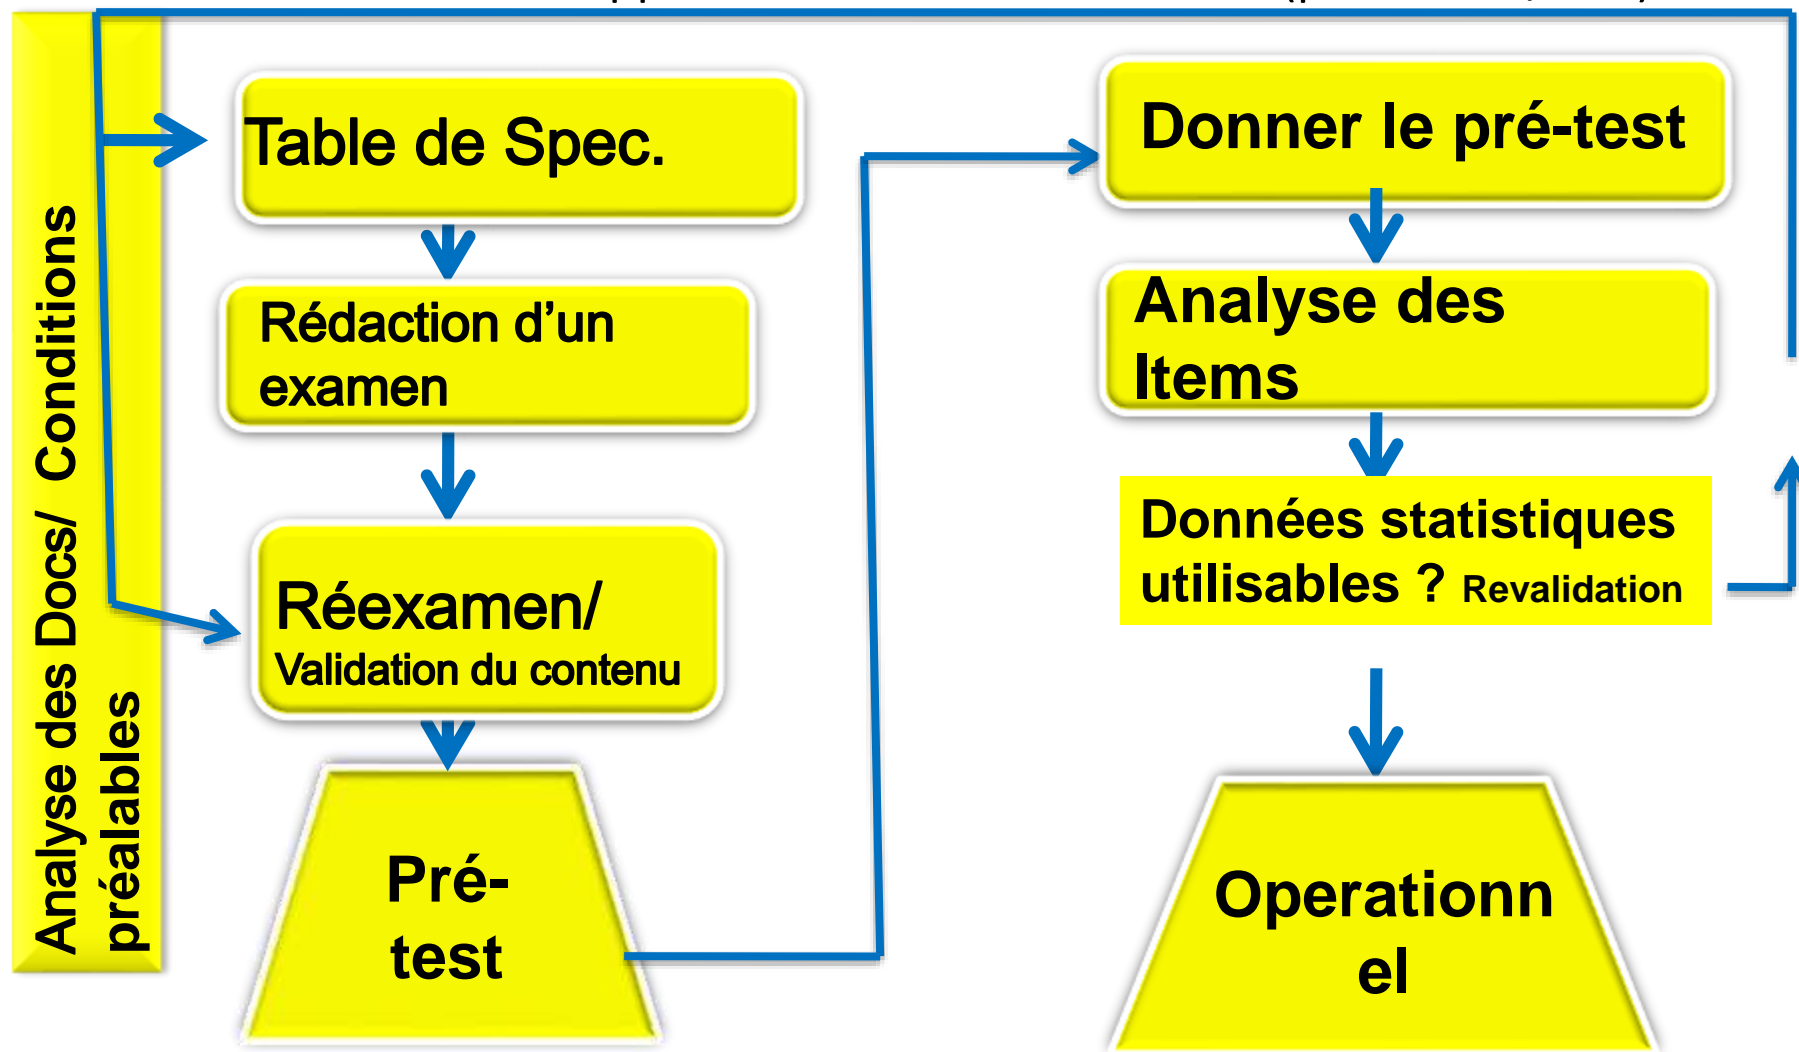 Analyse des Docs/ Conditions
préalables
Table de Spec.
Rédaction d’un
examen
Réexamen/
Validation du contenu
Pré-
test
Donner le pré-test
Analyse des
Items
Données statistiques
utilisables ? Revalidation
Operationn
el